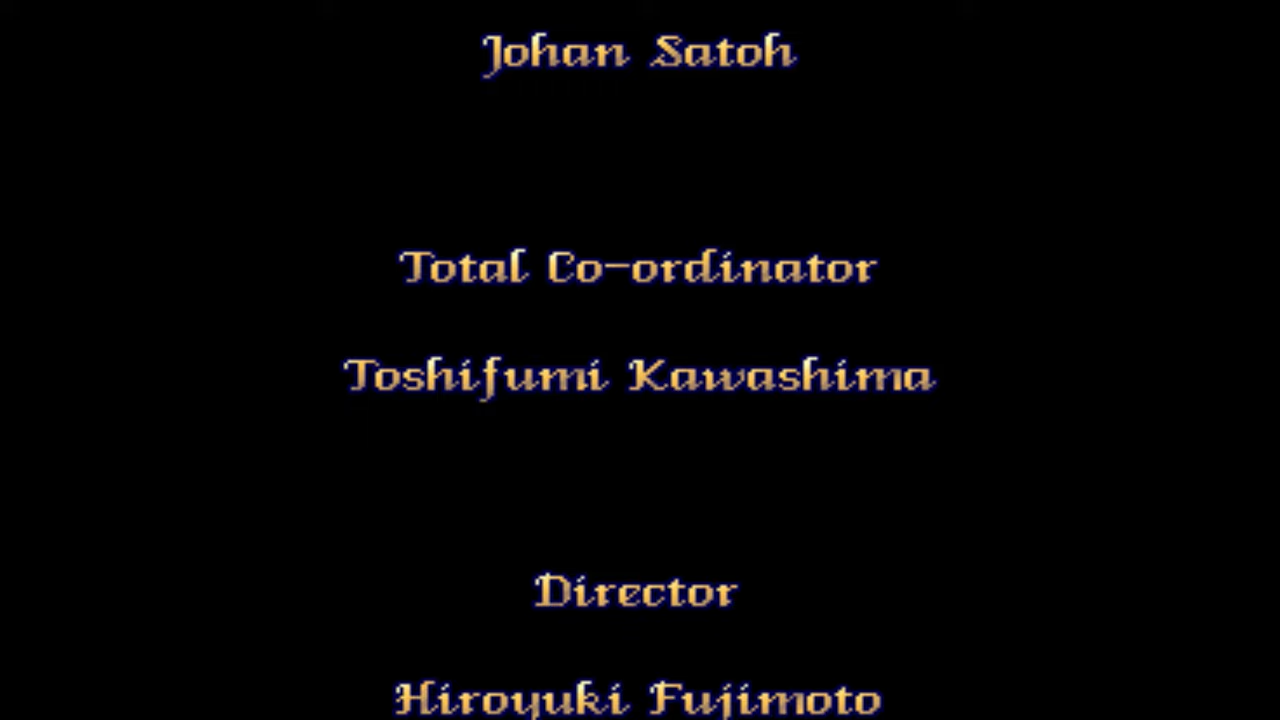 Johan Satoh
Total Co-ordinator
Toshifumi Kawashima
Director
Hiroyuki Fujimoto